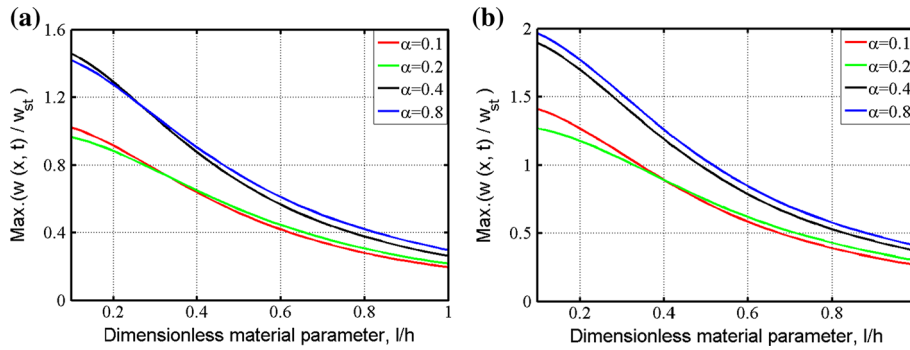 (a)
Max.(w (x, t) / w_st)
1.6
1.2
0.8
0.4
0
0.2
0.4
0.6
0.8
1
Dimensionless material parameter, l/h
α=0.1
α=0.2
α=0.4
α=0.8
(b)
Max.(w (x, t) / w_st)
2
1.5
1
0.5
0
0.2
0.4
0.6
0.8
Dimensionless material parameter, l/h
α=0.1
α=0.2
α=0.4
α=0.8